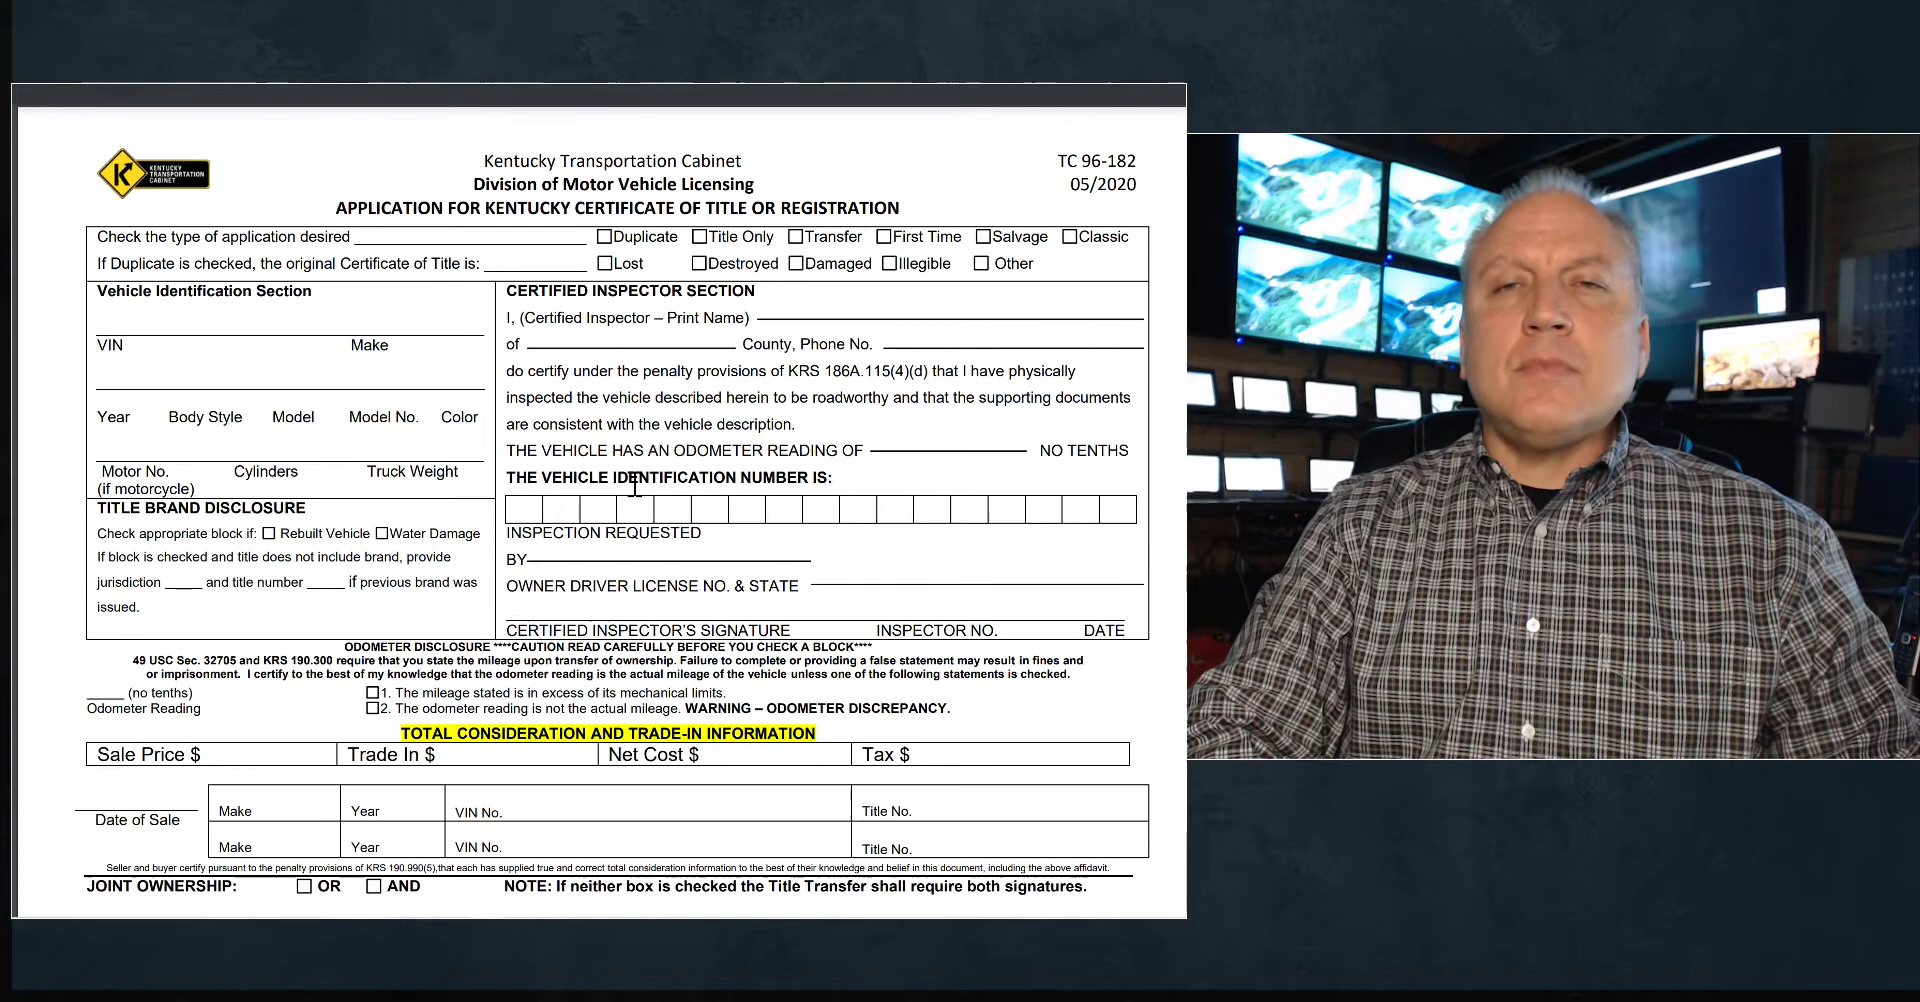 KENTUCKY
TRANSPORTATION
CABINET
Kentucky Transportation Cabinet
TC 96-182
Division of Motor Vehicle Licensing
05/2020
APPLICATION FOR KENTUCKY CERTIFICATE OF TITLE OR REGISTRATION
Check the type of application desired ☐Duplicate ☐Title Only ☐Transfer ☐First Time ☐Salvage ☐Classic
If Duplicate is checked, the original Certificate of Title is: ☐Lost ☐Destroyed ☐Damaged ☐Illegible ☐ Other
Vehicle Identification Section
VIN Make
Year Body Style Model Model No. Color
Motor No. Cylinders Truck Weight
(if motorcycle)
TITLE BRAND DISCLOSURE
Check appropriate block if: ☐ Rebuilt Vehicle ☐Water Damage
If block is checked and title does not include brand, provide
jurisdiction _____ and title number _____ if previous brand was
issued.
CERTIFIED INSPECTOR SECTION
I, (Certified Inspector – Print Name)
of County, Phone No.
do certify under the penalty provisions of KRS 186A.115(4)(d) that I have physically
inspected the vehicle described herein to be roadworthy and that the supporting documents
are consistent with the vehicle description.
THE VEHICLE HAS AN ODOMETER READING OF NO TENTHS
THE VEHICLE IDENTIFICATION NUMBER IS:
INSPECTION REQUESTED
BY
OWNER DRIVER LICENSE NO. & STATE
CERTIFIED INSPECTOR'S SIGNATURE INSPECTOR NO. DATE
ODOMETER DISCLOSURE ****CAUTION READ CAREFULLY BEFORE YOU CHECK A BLOCK****
49 USC Sec. 32705 and KRS 190.300 require that you state the mileage upon transfer of ownership. Failure to complete or providing a false statement may result in fines and
or imprisonment. I certify to the best of my knowledge that the odometer reading is the actual mileage of the vehicle unless one of the following statements is checked.
_____ (no tenths) ☐1. The mileage stated is in excess of its mechanical limits.
Odometer Reading ☐2. The odometer reading is not the actual mileage. WARNING – ODOMETER DISCREPANCY.
TOTAL CONSIDERATION AND TRADE-IN INFORMATION
Sale Price $ Trade In $ Net Cost $ Tax $
Date of Sale
Make Year VIN No. Title No.
Make Year VIN No. Title No.
Seller and buyer certify pursuant to the penalty provisions of KRS 190.990(5),that each has supplied true and correct total consideration information to the best of their knowledge and belief in this document, including the above affidavit.
JOINT OWNERSHIP: ☐ OR ☐ AND NOTE: If neither box is checked the Title Transfer shall require both signatures.